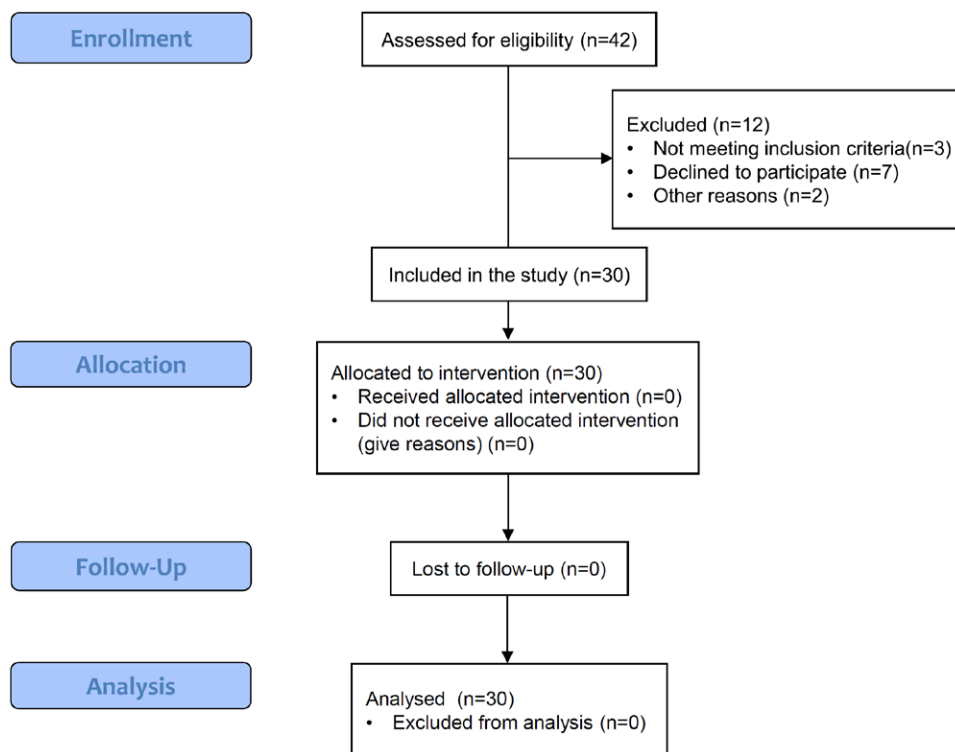 Enrollment
Assessed for eligibility (n=42)
Excluded (n=12)
• Not meeting inclusion criteria(n=3)
• Declined to participate (n=7)
• Other reasons (n=2)
Included in the study (n=30)
Allocation
Allocated to intervention (n=30)
• Received allocated intervention (n=0)
• Did not receive allocated intervention
(give reasons) (n=0)
Follow-Up
Lost to follow-up (n=0)
Analysis
Analysed (n=30)
• Excluded from analysis (n=0)